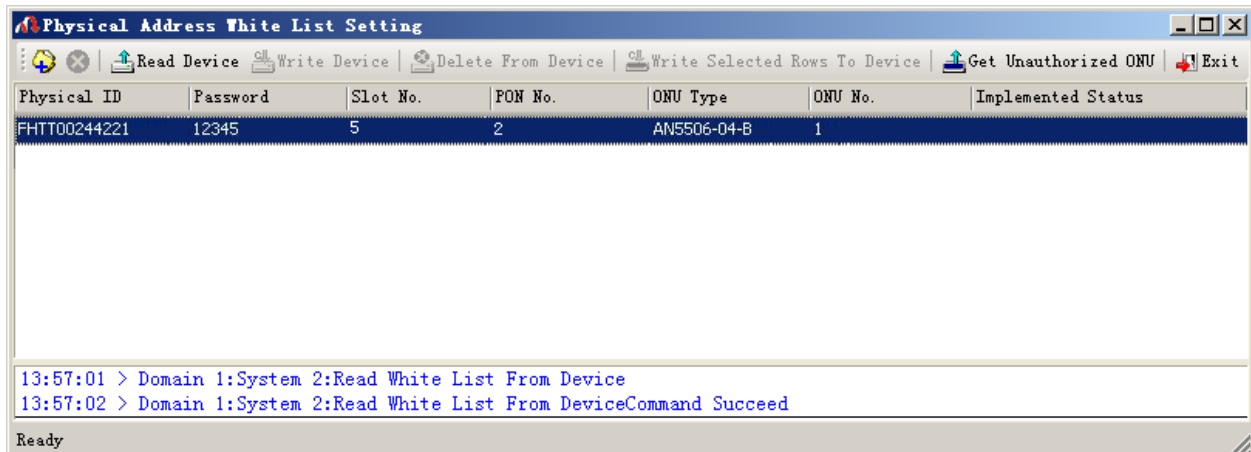 Physical Address White List Setting
Read Device Write Device Delete From Device Write Selected Rows To Device Get Unauthorized ONU Exit
Physical ID Password Slot No. PON No. ONU Type ONU No. Implemented Status
FHTT00244221 12345 5 2 AN5506-04-B 1
13:57:01 > Domain 1:System 2:Read White List From Device
13:57:02 > Domain 1:System 2:Read White List From DeviceCommand Succeed
Ready